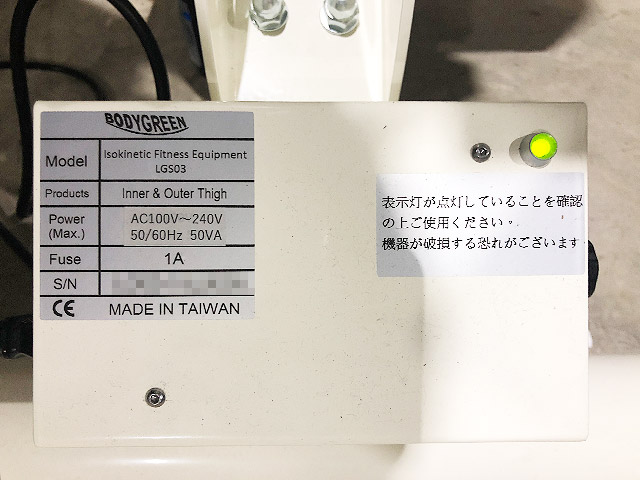 BODYGREEN
Model Isokinetic Fitness Equipment
LGS03
Products Inner & Outer Thigh
Power (Max.) AC100V～240V
50/60Hz 50VA
Fuse 1A
S/N
CE MADE IN TAIWAN
表示灯が点灯していることを確認
の上ご使用ください。
機器が破損する恐れがございます